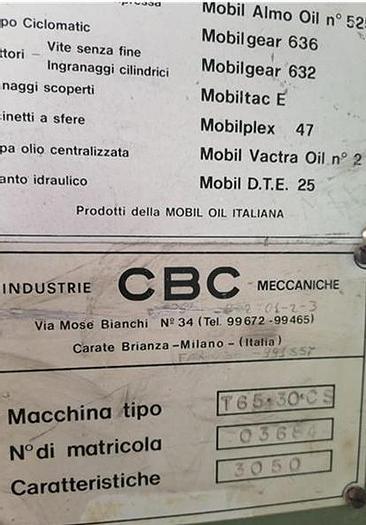 Mobil Almo Oil n° 525
po Ciclomatic
Mobilgear 636
ttori - Vite senza fine
Ingranaggi cilindrici
Mobilgear 632
naggi scoperti
Mobiltac E
inetti a sfere
Mobilplex 47
pa olio centralizzata
Mobil Vactra Oil n° 2
anto idraulico
Mobil D.T.E. 25
Prodotti della MOBIL OIL ITALIANA
INDUSTRIE CBC MECCANICHE
Via Mosè Bianchi N° 34 (Tel. 99672-99465)
Carate Brianza-Milano-(Italia)
Macchina tipo T65·30·CS
N° di matricola 03684
Caratteristiche 3050